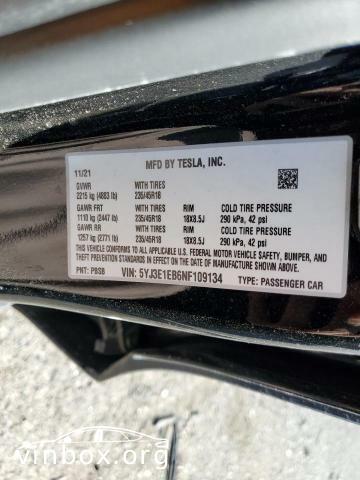 MFD BY TESLA, INC.
11/21
GVWR WITH TIRES
2215 kg (4883 lb) 235/45R18
GAWR FRT WITH TIRES RIM COLD TIRE PRESSURE
1110 kg (2447 lb) 235/45R18 18X8.5J 290 kPa, 42 psi
GAWR RR WITH TIRES RIM COLD TIRE PRESSURE
1257 kg (2771 lb) 235/45R18 18X8.5J 290 kPa, 42 psi
THIS VEHICLE CONFORMS TO ALL APPLICABLE U.S. FEDERAL MOTOR VEHICLE SAFETY, BUMPER, AND
THEFT PREVENTION STANDARDS IN EFFECT ON THE DATE OF MANUFACTURE SHOWN ABOVE.
PNT: PBSB VIN: 5YJ3E1EB6NF109134 TYPE: PASSENGER CAR
vinbox.org